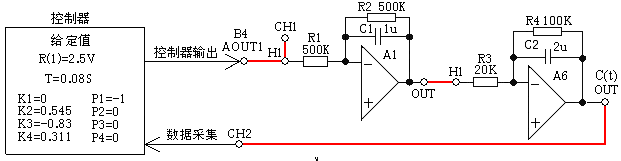 控制器
给定值
R(1)=2.5V
T=0.08S
K1=0 P1=-1
K2=0.545 P2=0
K3=-0.83 P3=0
K4=0.311 P4=0
控制器输出
数据采集
B4
AOUT1
CH1
H1
R1
500K
R2 500K
C1 1u
A1
OUT
H1
R3
20K
R4 100K
C2 2u
A6
C(t)
OUT
CH2